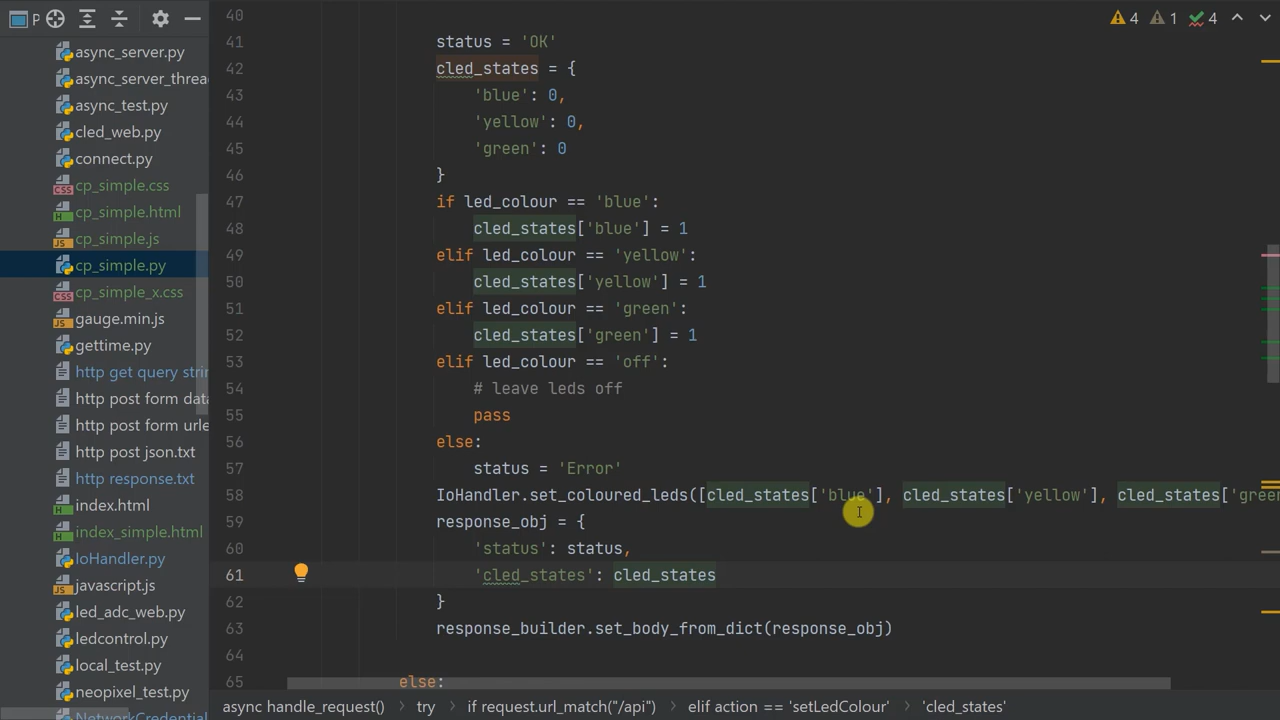 P
4 1 4
async_server.py
async_server_threa
async_test.py
cled_web.py
connect.py
cp_simple.css
cp_simple.html
cp_simple.js
cp_simple.py
cp_simple_x.css
gauge.min.js
gettime.py
http get query strin
http post form data
http post form urle
http post json.txt
http response.txt
index.html
index_simple.html
IoHandler.py
javascript.js
led_adc_web.py
ledcontrol.py
local_test.py
neopixel_test.py
NetworkCredential
40
41 status = 'OK'
42 cled_states = {
43 'blue': 0,
44 'yellow': 0,
45 'green': 0
46 }
47 if led_colour == 'blue':
48 cled_states['blue'] = 1
49 elif led_colour == 'yellow':
50 cled_states['yellow'] = 1
51 elif led_colour == 'green':
52 cled_states['green'] = 1
53 elif led_colour == 'off':
54 # leave leds off
55 pass
56 else:
57 status = 'Error'
58 IoHandler.set_coloured_leds([cled_states['blue'], cled_states['yellow'], cled_states['green
59 response_obj = {
60 'status': status,
61 'cled_states': cled_states
62 }
63 response_builder.set_body_from_dict(response_obj)
64
65 else:
async handle_request() › try › if request.url_match("/api") › elif action == 'setLedColour' › 'cled_states'